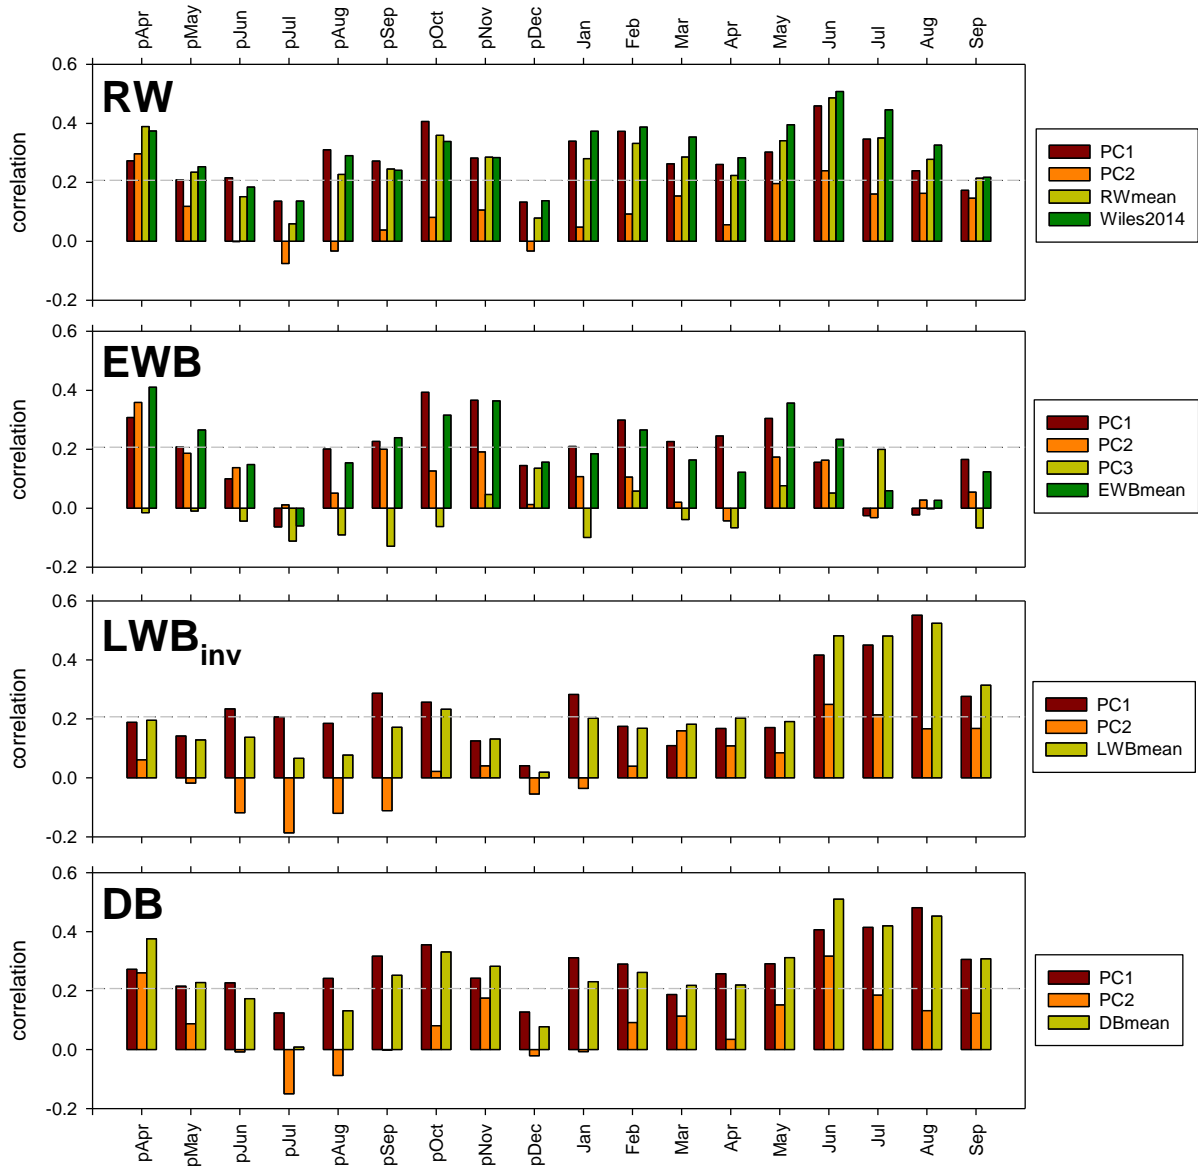 pApr pMay pJun pJul pAug pSep pOct pNov pDec Jan Feb Mar Apr May Jun Jul Aug Sep
RW
correlation
0.6
0.4
0.2
0.0
-0.2
PC1
PC2
RWmean
Wiles2014
EWB
correlation
0.6
0.4
0.2
0.0
-0.2
PC1
PC2
PC3
EWBmean
LWBinv
correlation
0.6
0.4
0.2
0.0
-0.2
PC1
PC2
LWBmean
DB
correlation
0.6
0.4
0.2
0.0
-0.2
PC1
PC2
DBmean
pApr pMay pJun pJul pAug pSep pOct pNov pDec Jan Feb Mar Apr May Jun Jul Aug Sep